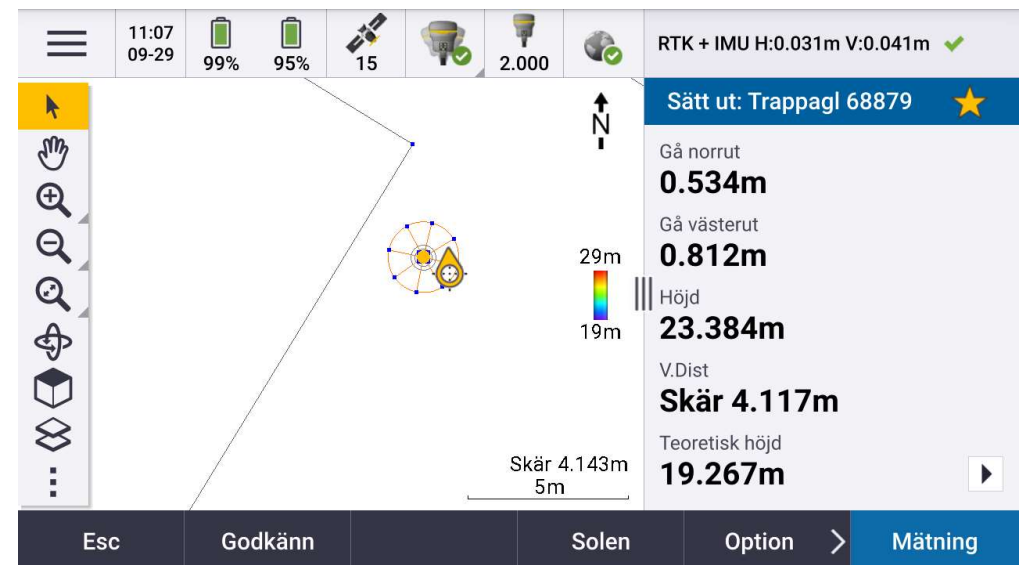 11:07
09-29
99%
95%
15
2.000
RTK + IMU H:0.031m V:0.041m
Sätt ut: Trappagl 68879
N
Gå norrut
0.534m
Gå västerut
0.812m
29m
19m
Höjd
23.384m
V.Dist
Skär 4.117m
Teoretisk höjd
19.267m
Skär 4.143m
5m
Esc
Godkänn
Solen
Option
Mätning